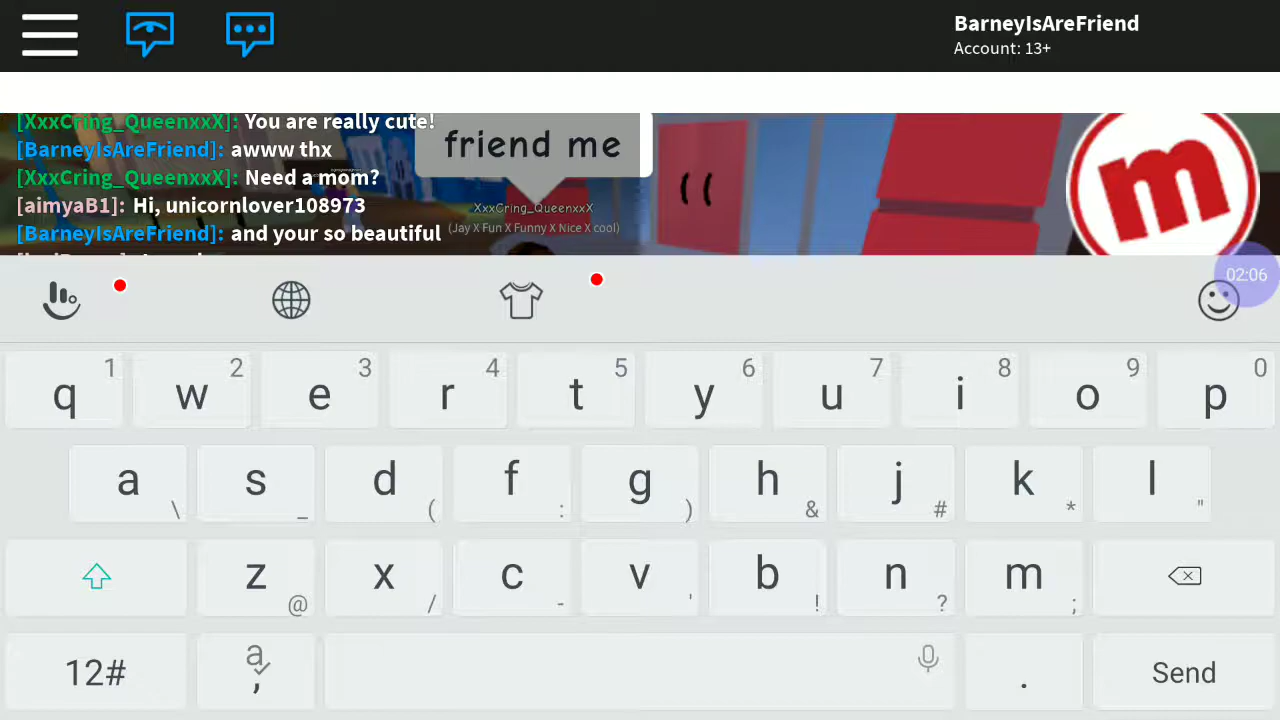 BarneyIsAreFriend
Account: 13+
[XxxCring_QueenxxX]: You are really cute!
[BarneyIsAreFriend]: awww thx
[XxxCring_QueenxxX]: Need a mom?
[aimyaB1]: Hi, unicornlover108973
[BarneyIsAreFriend]: and your so beautiful
friend me
XxxCring_QueenxxX
(Jay X Fun X Funny X Nice X cool)
((
m
02:06
1 2 3 4 5 6 7 8 9 0
q w e r t y u i o p
a s d f g h j k l
\ _ ( : ) & # * "
z x c v b n m
@ / - ' ! ? ;
12# a , . Send